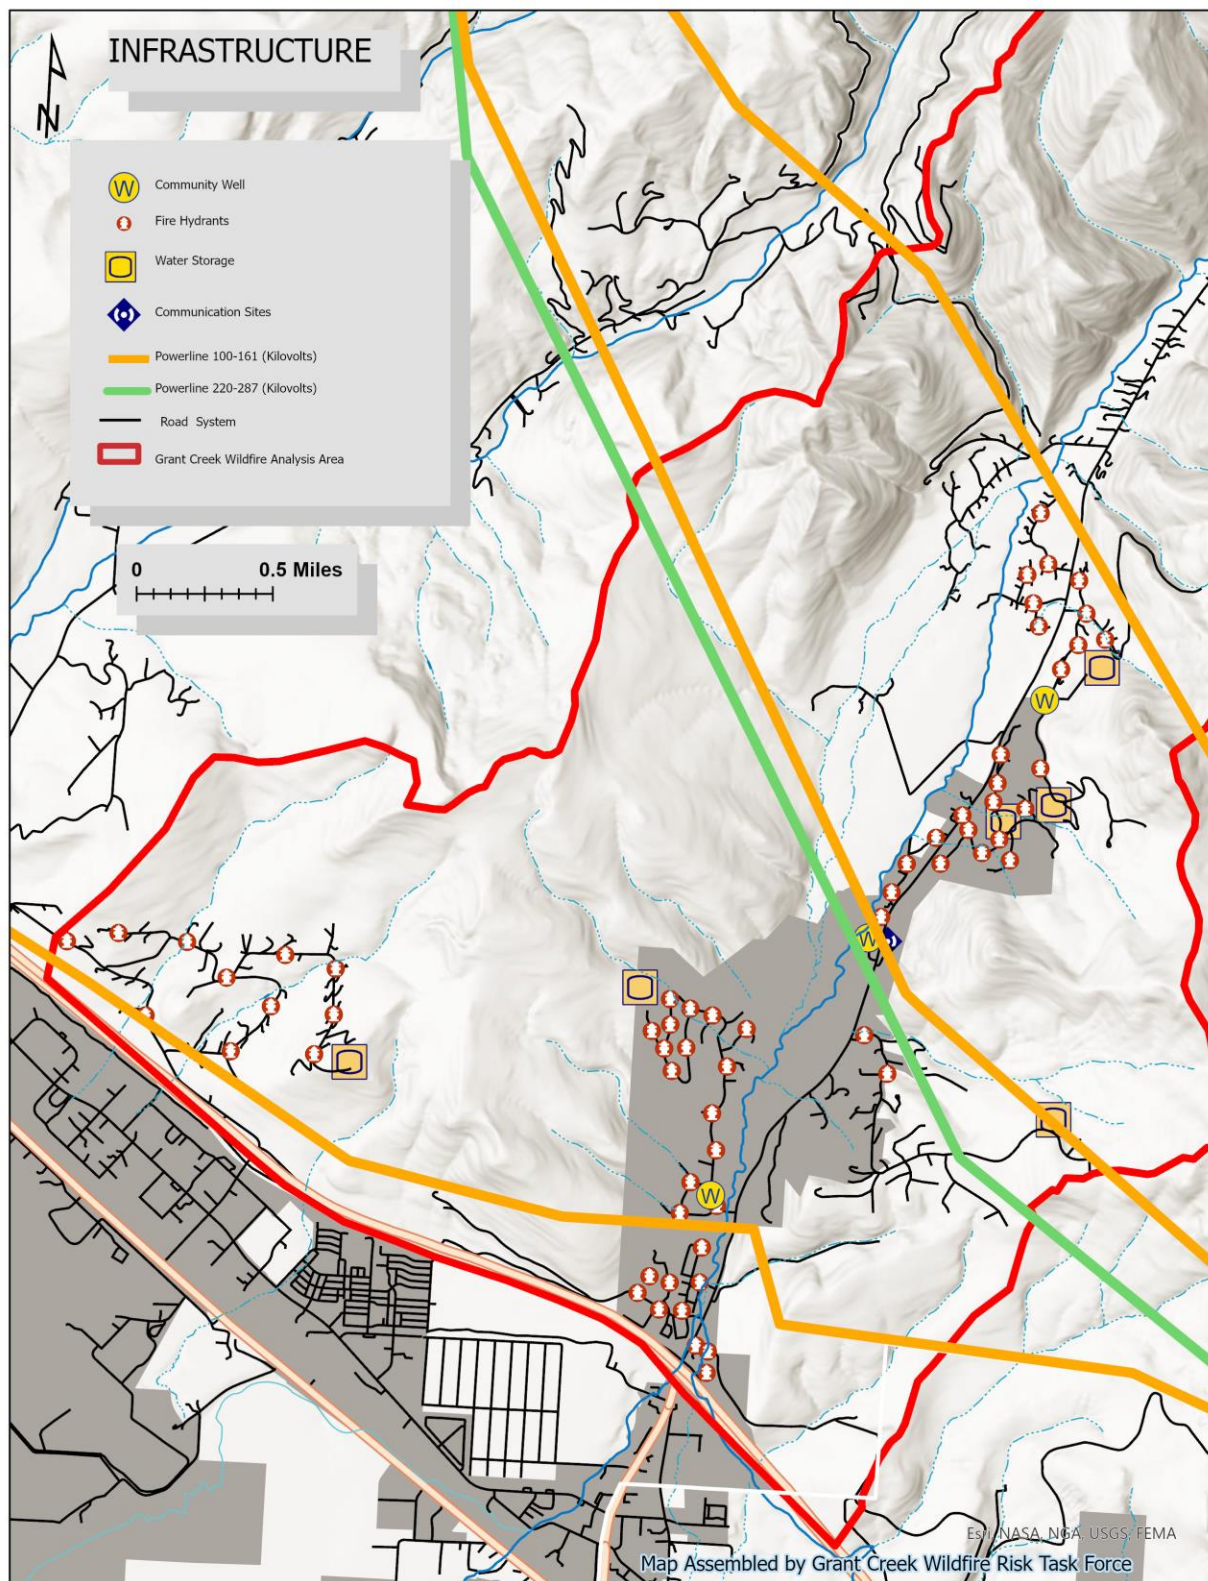 INFRASTRUCTURE
N
W Community Well
Fire Hydrants
Water Storage
Communication Sites
Powerline 100-161 (Kilovolts)
Powerline 220-287 (Kilovolts)
Road System
Grant Creek Wildfire Analysis Area
0 0.5 Miles
W
W
W
Esri, NASA, NGA, USGS, FEMA
Map Assembled by Grant Creek Wildfire Risk Task Force